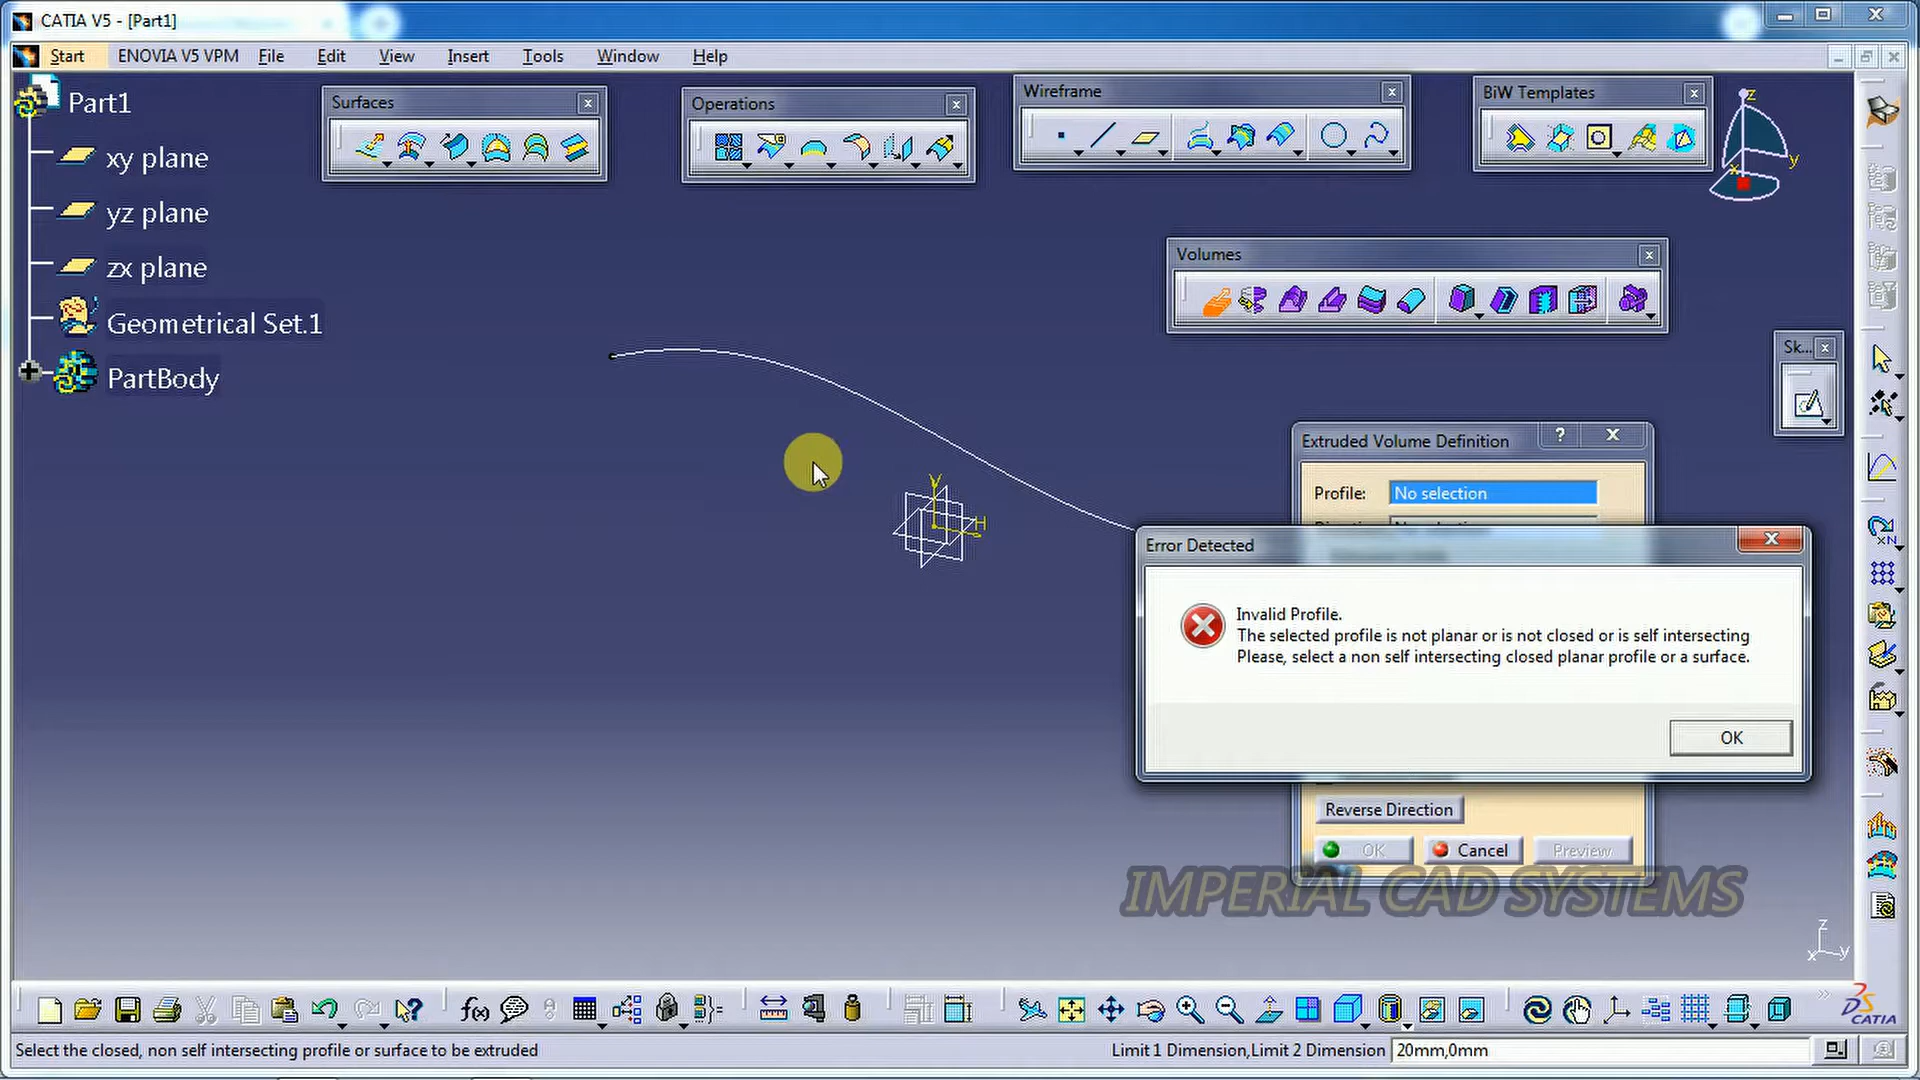 CATIA V5 - [Part1]
Start ENOVIA V5 VPM File Edit View Insert Tools Window Help
Part1
xy plane
yz plane
zx plane
Geometrical Set.1
PartBody
Surfaces
Operations
Wireframe
BiW Templates
z
y
x
Volumes
Sk...
V
H
Extruded Volume Definition
Profile: No selection
Error Detected
Invalid Profile.
The selected profile is not planar or is not closed or is self intersecting
Please, select a non self intersecting closed planar profile or a surface.
OK
Reverse Direction
OK Cancel Preview
IMPERIAL CAD SYSTEMS
z
x y
f(x)
CATIA
Select the closed, non self intersecting profile or surface to be extruded
Limit 1 Dimension,Limit 2 Dimension 20mm,0mm